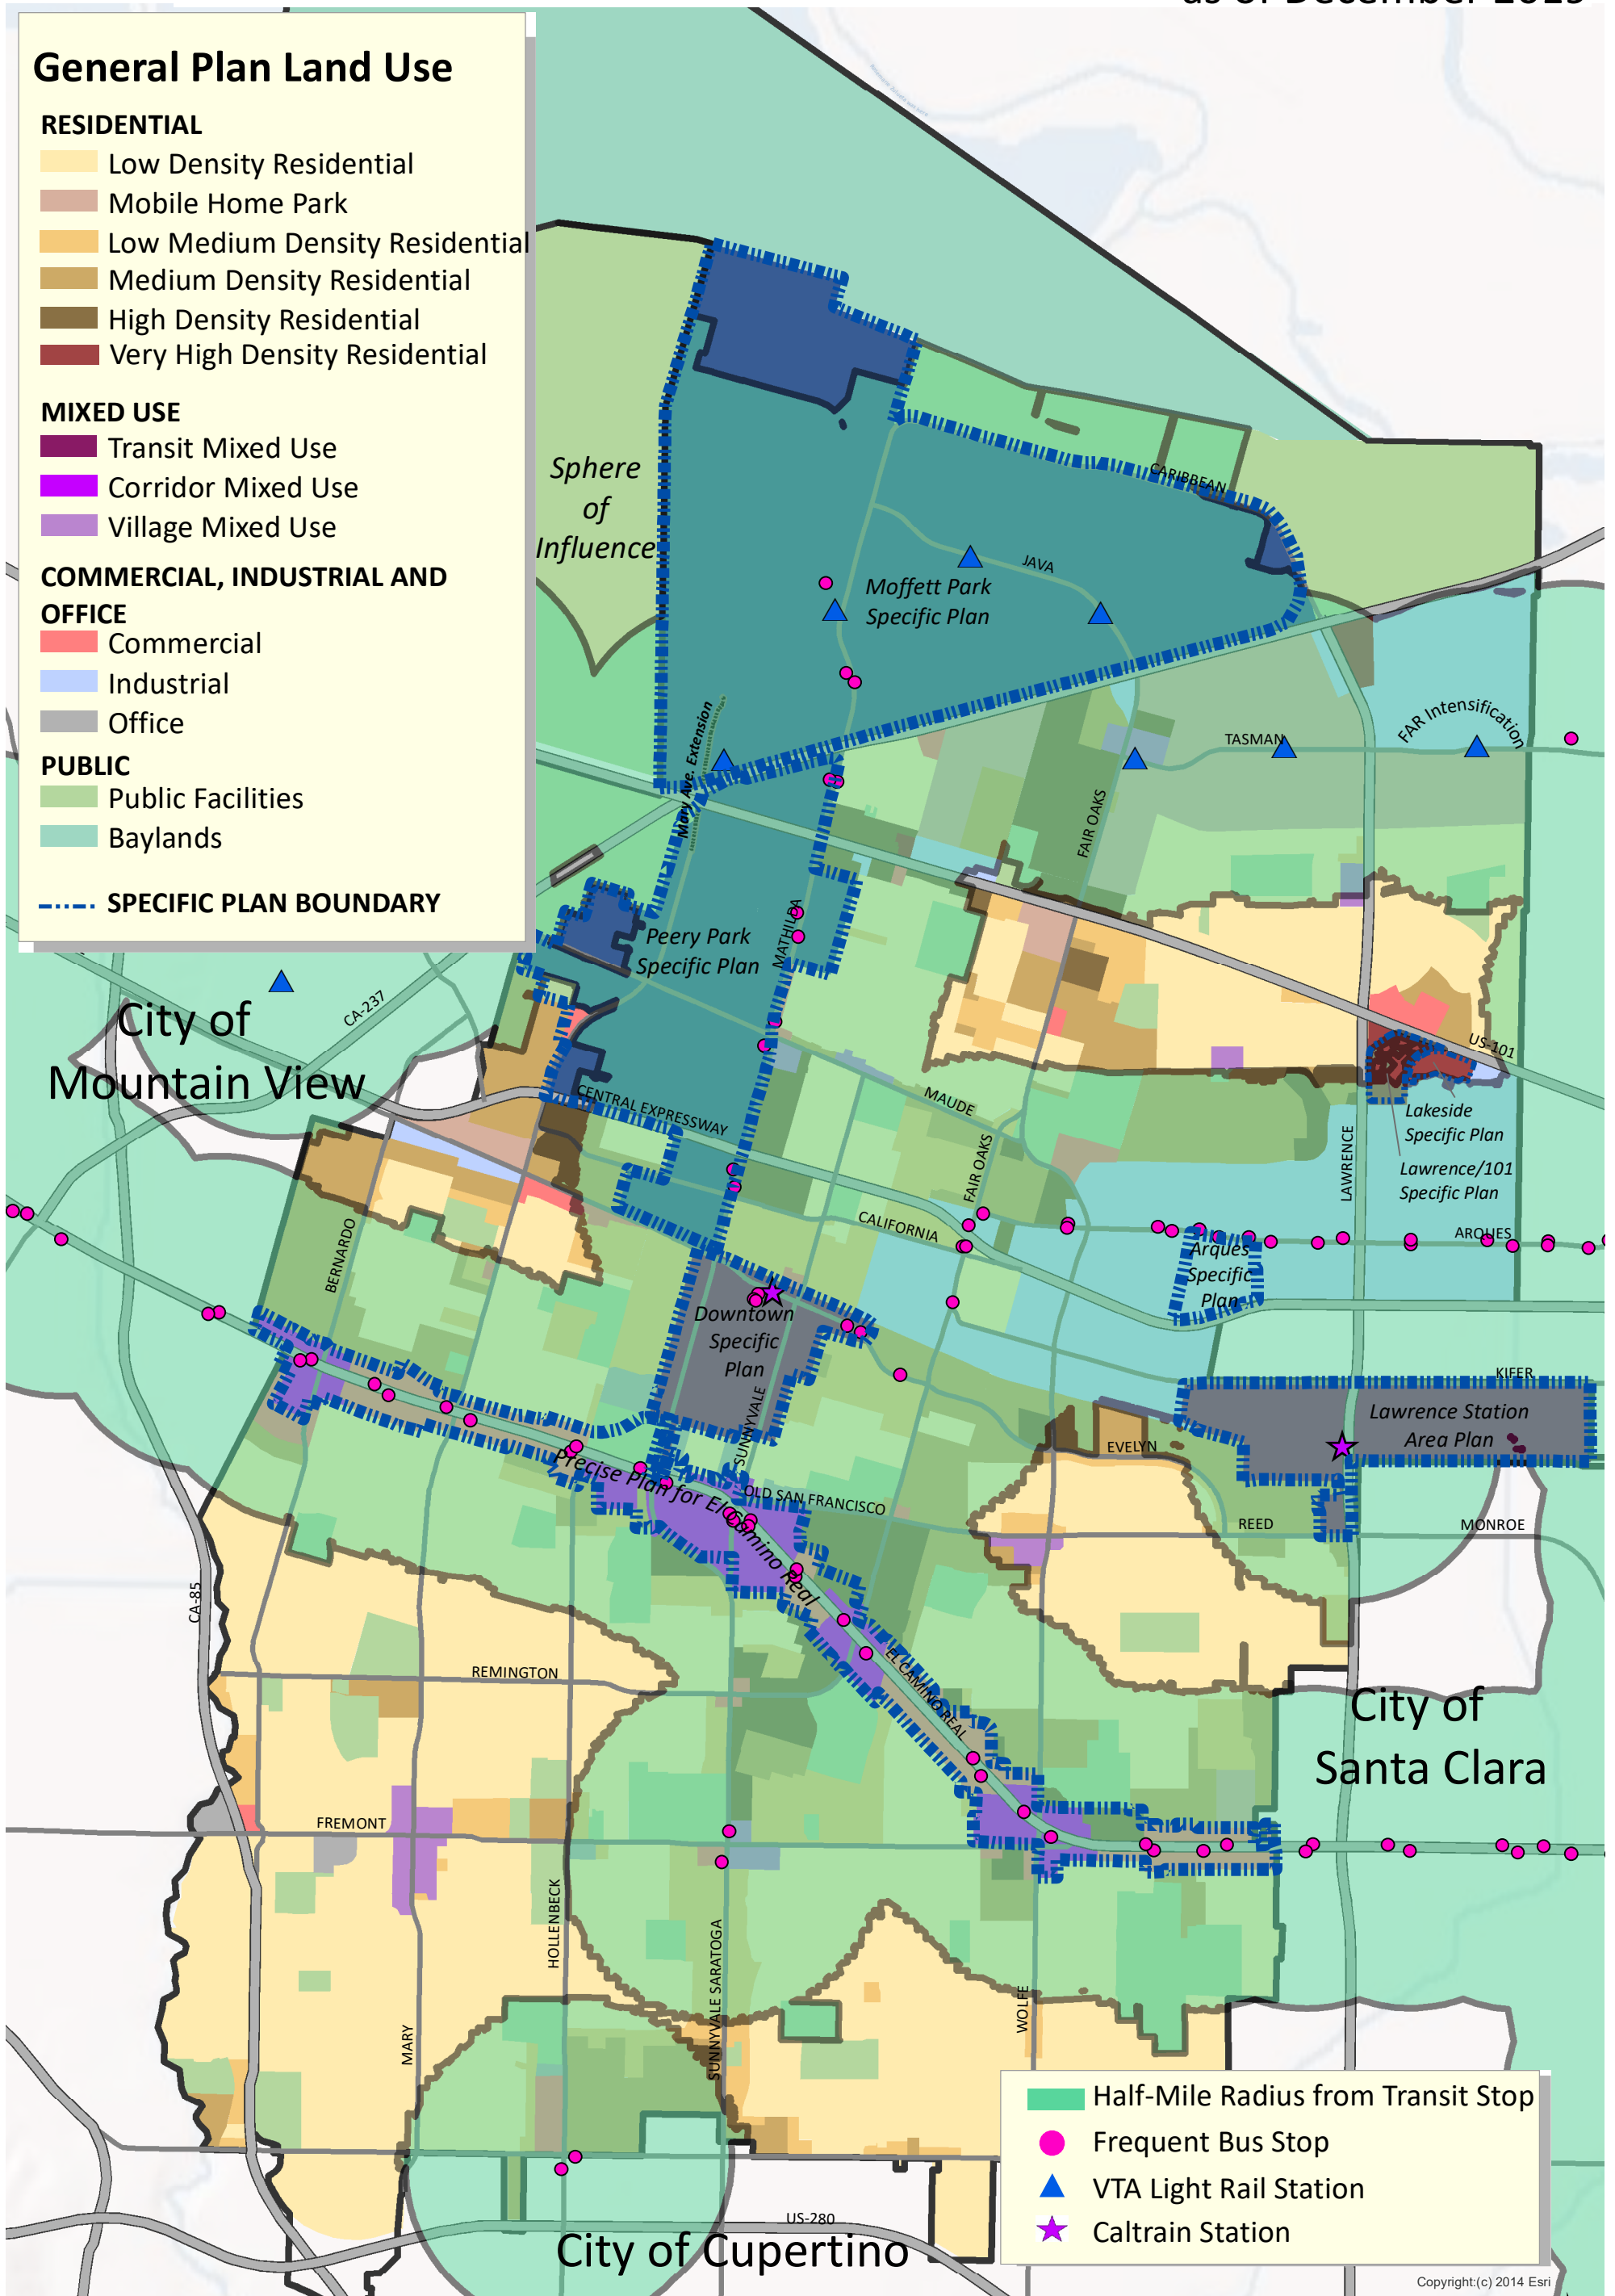 as of December 2023
General Plan Land Use
RESIDENTIAL
Low Density Residential
Mobile Home Park
Low Medium Density Residential
Medium Density Residential
High Density Residential
Very High Density Residential
MIXED USE
Transit Mixed Use
Corridor Mixed Use
Village Mixed Use
COMMERCIAL, INDUSTRIAL AND
OFFICE
Commercial
Industrial
Office
PUBLIC
Public Facilities
Baylands
SPECIFIC PLAN BOUNDARY
Sphere
of
Influence
CARIBBEAN
JAVA
Moffett Park
Specific Plan
Mary Ave. Extension
TASMAN
FAR Intensification
FAIR OAKS
MATHILDA
Peery Park
Specific Plan
City of
Mountain View
CA-237
US-101
CENTRAL EXPRESSWAY
MAUDE
Lakeside
Specific Plan
Lawrence/101
Specific Plan
LAWRENCE
FAIR OAKS
CALIFORNIA
ARQUES
Arques
Specific
Plan
BERNARDO
Downtown
Specific
Plan
SUNNYVALE
KIFER
Lawrence Station
Area Plan
EVELYN
Precise Plan for El Camino Real
OLD SAN FRANCISCO
REED
MONROE
CA-85
REMINGTON
EL CAMINO REAL
City of
Santa Clara
FREMONT
HOLLENBECK
SUNNYVALE SARATOGA
WOLFE
MARY
US-280
City of Cupertino
Half-Mile Radius from Transit Stop
Frequent Bus Stop
VTA Light Rail Station
Caltrain Station
Copyright:(c) 2014 Esri